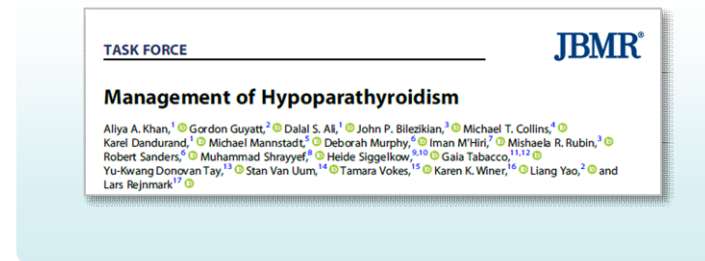 TASK FORCE
JBMR®
Management of Hypoparathyroidism
Aliya A. Khan,1 Gordon Guyatt,2 Dalal S. Ali,1 John P. Bilezikian,3 Michael T. Collins,4
Karel Dandurand,1 Michael Mannstadt,5 Deborah Murphy,6 Iman M'Hiri,7 Mishaela R. Rubin,3
Robert Sanders,6 Muhammad Shrayyef,8 Heide Siggelkow,9,10 Gaia Tabacco,11,12
Yu-Kwang Donovan Tay,13 Stan Van Uum,14 Tamara Vokes,15 Karen K. Winer,16 Liang Yao,2 and
Lars Rejnmark17